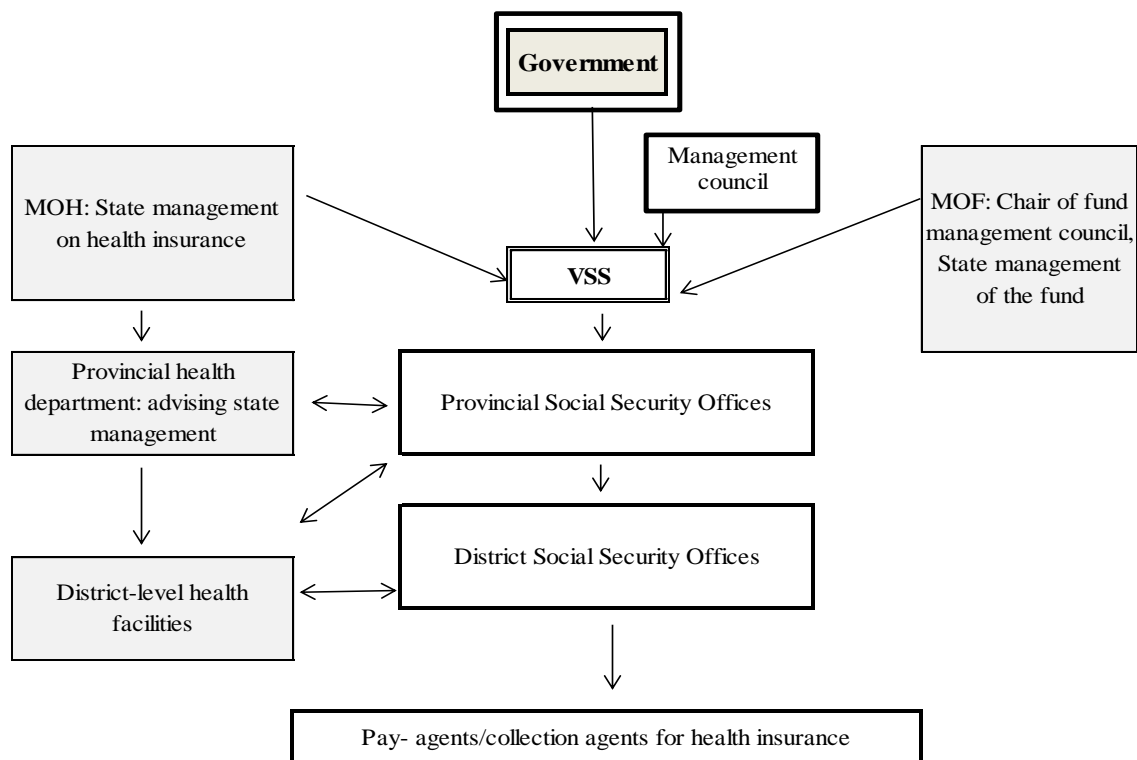 Government
Management
council
MOH: State management
on health insurance
MOF: Chair of fund
management council,
State management
of the fund
VSS
Provincial health
department: advising state
management
Provincial Social Security Offices
District Social Security Offices
District-level health
facilities
Pay- agents/collection agents for health insurance